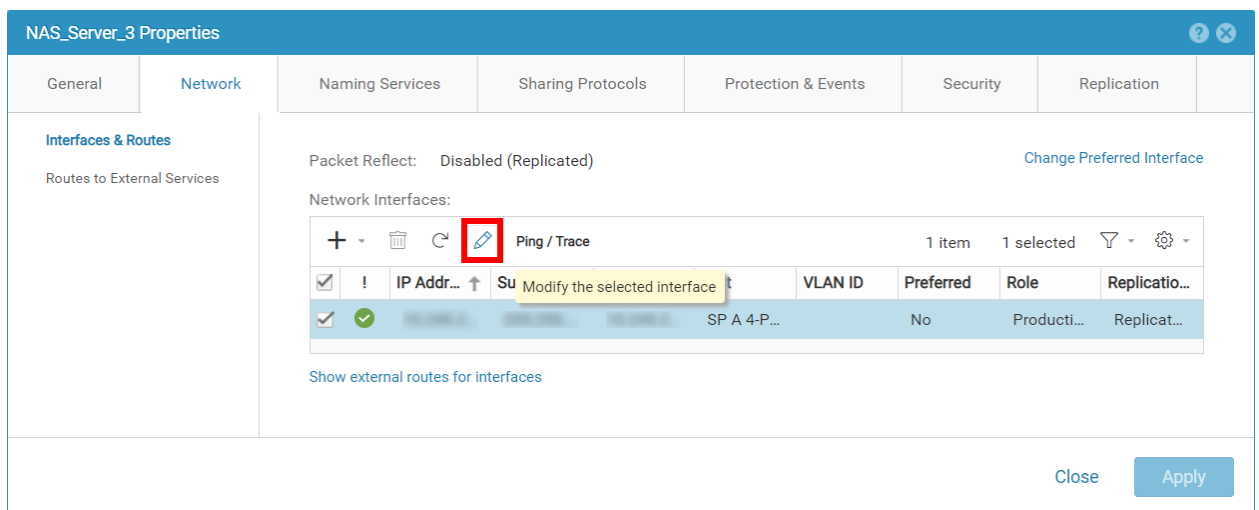 NAS_Server_3 Properties
General Network Naming Services Sharing Protocols Protection & Events Security Replication
Interfaces & Routes
Routes to External Services
Packet Reflect: Disabled (Replicated) Change Preferred Interface
Network Interfaces:
Ping / Trace 1 item 1 selected
! IP Addr... Su t VLAN ID Preferred Role Replicatio...
Modify the selected interface
SP A 4-P... No Producti... Replicat...
Show external routes for interfaces
Close Apply